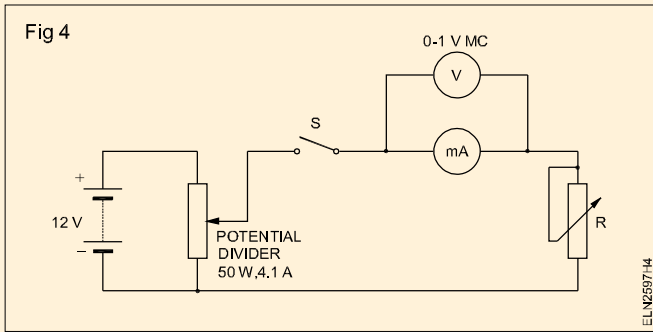 Fig 4
0-1 V MC
V
S
mA
+
12 V
–
POTENTIAL
DIVIDER
50 W,4.1 A
R
ELN2597H4